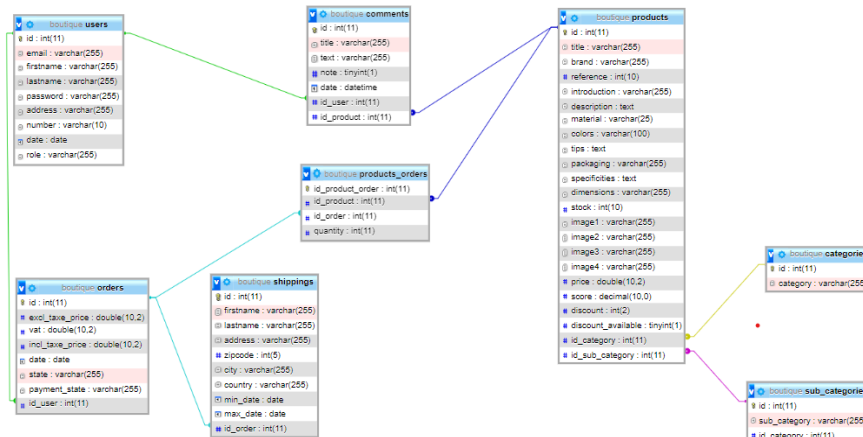 boutique users
id : int(11)
email : varchar(255)
firstname : varchar(255)
lastname : varchar(255)
password : varchar(255)
address : varchar(255)
number : varchar(10)
date : date
role : varchar(255)
boutique comments
id : int(11)
title : varchar(255)
text : varchar(255)
note : tinyint(1)
date : datetime
id_user : int(11)
id_product : int(11)
boutique products
id : int(11)
title : varchar(255)
brand : varchar(255)
reference : int(10)
introduction : varchar(255)
description : text
material : varchar(25)
colors : varchar(100)
tips : text
packaging : varchar(255)
specificities : text
dimensions : varchar(255)
stock : int(10)
image1 : varchar(255)
image2 : varchar(255)
image3 : varchar(255)
image4 : varchar(255)
price : double(10,2)
score : decimal(10,0)
discount : int(2)
discount_available : tinyint(1)
id_category : int(11)
id_sub_category : int(11)
boutique products_orders
id_product_order : int(11)
id_product : int(11)
id_order : int(11)
quantity : int(11)
boutique orders
id : int(11)
excl_taxe_price : double(10,2)
vat : double(10,2)
incl_taxe_price : double(10,2)
date : date
state : varchar(255)
payment_state : varchar(255)
id_user : int(11)
boutique shippings
id : int(11)
firstname : varchar(255)
lastname : varchar(255)
address : varchar(255)
zipcode : int(5)
city : varchar(255)
country : varchar(255)
min_date : date
max_date : date
id_order : int(11)
boutique categorie
id : int(11)
category : varchar(255
boutique sub_categorie
id : int(11)
sub_category : varchar(255
id_category : int(11)